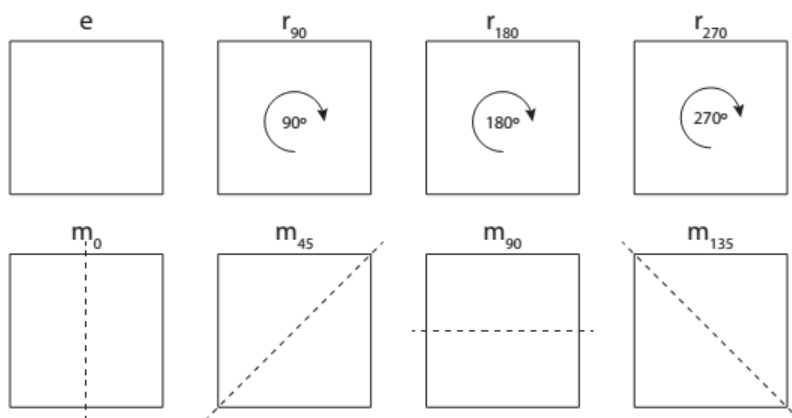 e r₉₀ r₁₈₀ r₂₇₀
90º 180º 270º
m₀ m₄₅ m₉₀ m₁₃₅